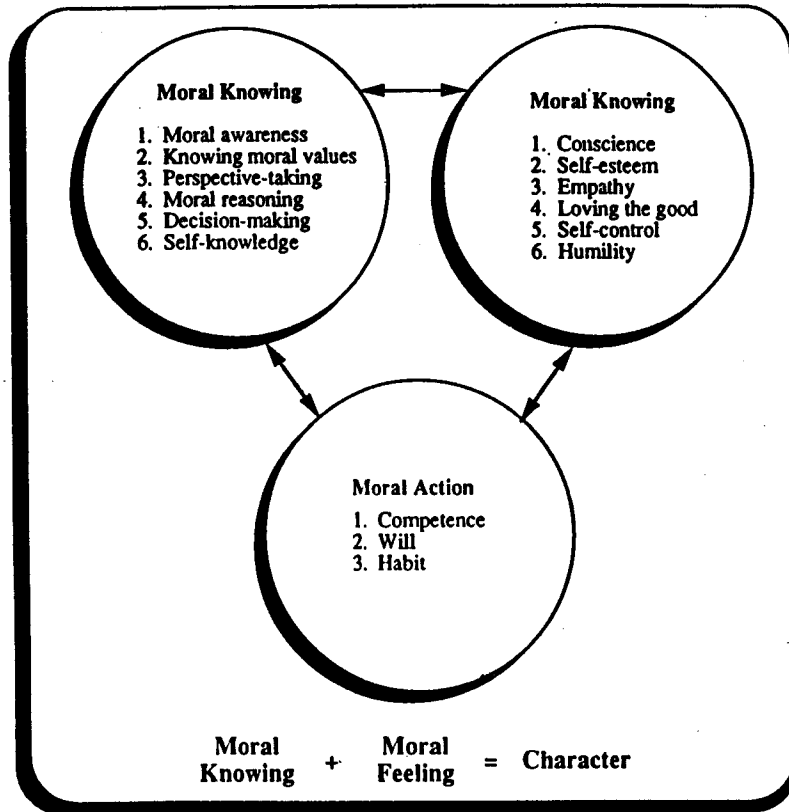 Moral Knowing
1. Moral awareness
2. Knowing moral values
3. Perspective-taking
4. Moral reasoning
5. Decision-making
6. Self-knowledge
Moral Knowing
1. Conscience
2. Self-esteem
3. Empathy
4. Loving the good
5. Self-control
6. Humility
Moral Action
1. Competence
2. Will
3. Habit
Moral Knowing + Moral Feeling = Character